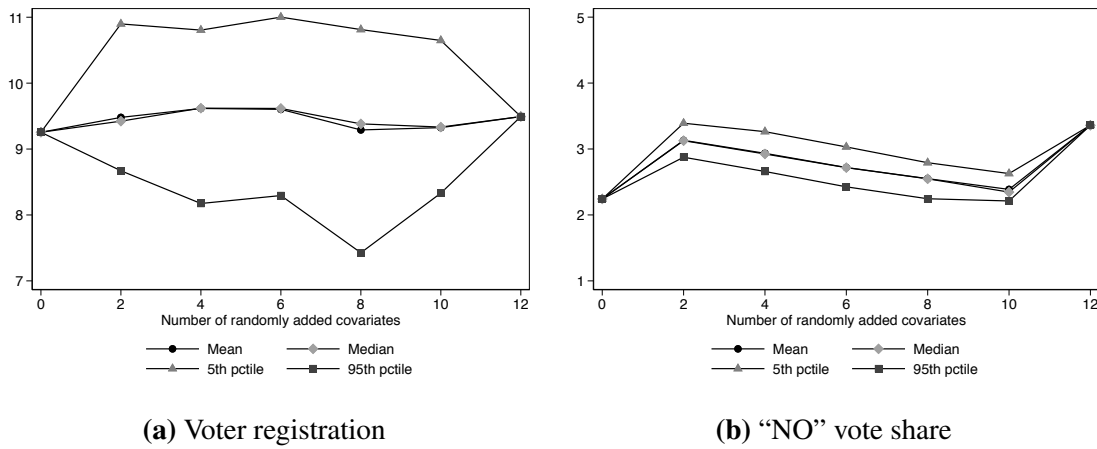 11
10
9
8
7
0 2 4 6 8 10 12
Number of randomly added covariates
Mean Median
5th pctile 95th pctile
(a) Voter registration
5
4
3
2
1
0 2 4 6 8 10 12
Number of randomly added covariates
Mean Median
5th pctile 95th pctile
(b) “NO” vote share